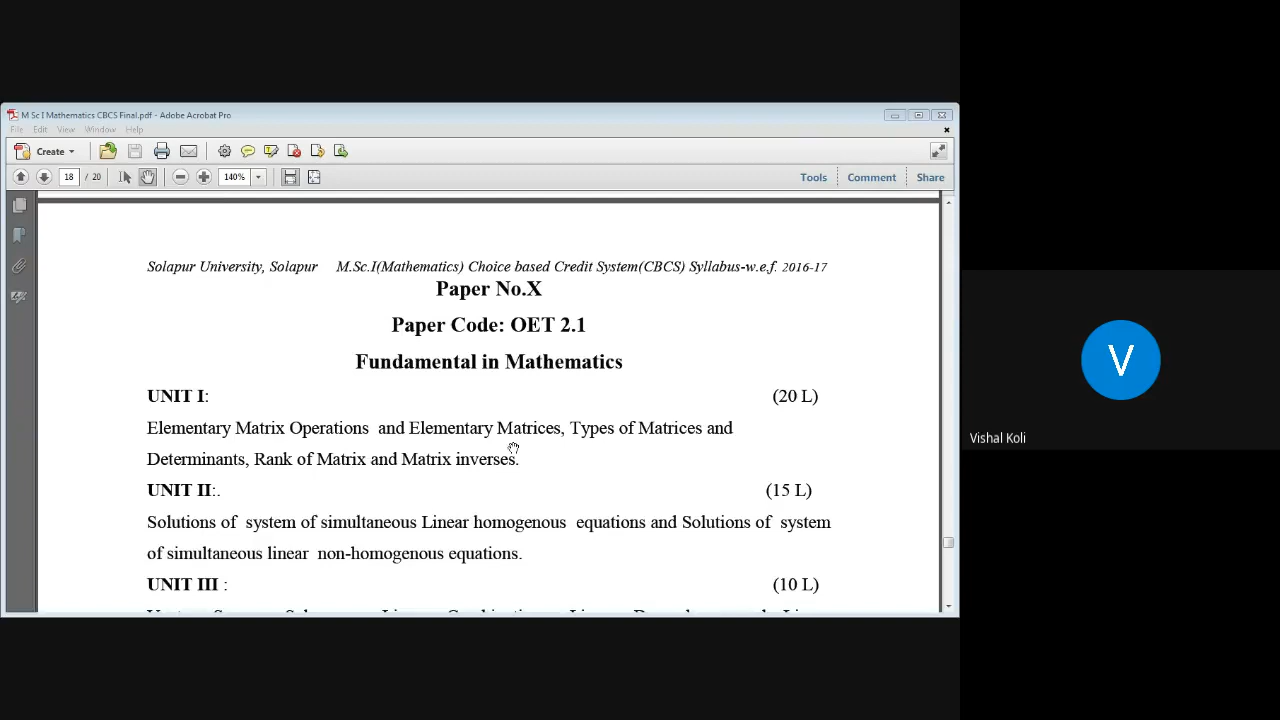 M Sc I Mathematics CBCS Final.pdf - Adobe Acrobat Pro
File Edit View Window Help
Create
18 / 20 140% Tools Comment Share
Solapur University, Solapur M.Sc.I(Mathematics) Choice based Credit System(CBCS) Syllabus-w.e.f. 2016-17
Paper No.X
Paper Code: OET 2.1
Fundamental in Mathematics
UNIT I: (20 L)
Elementary Matrix Operations and Elementary Matrices, Types of Matrices and
Determinants, Rank of Matrix and Matrix inverses.
UNIT II:. (15 L)
Solutions of system of simultaneous Linear homogenous equations and Solutions of system
of simultaneous linear non-homogenous equations.
UNIT III : (10 L)
V
Vishal Koli